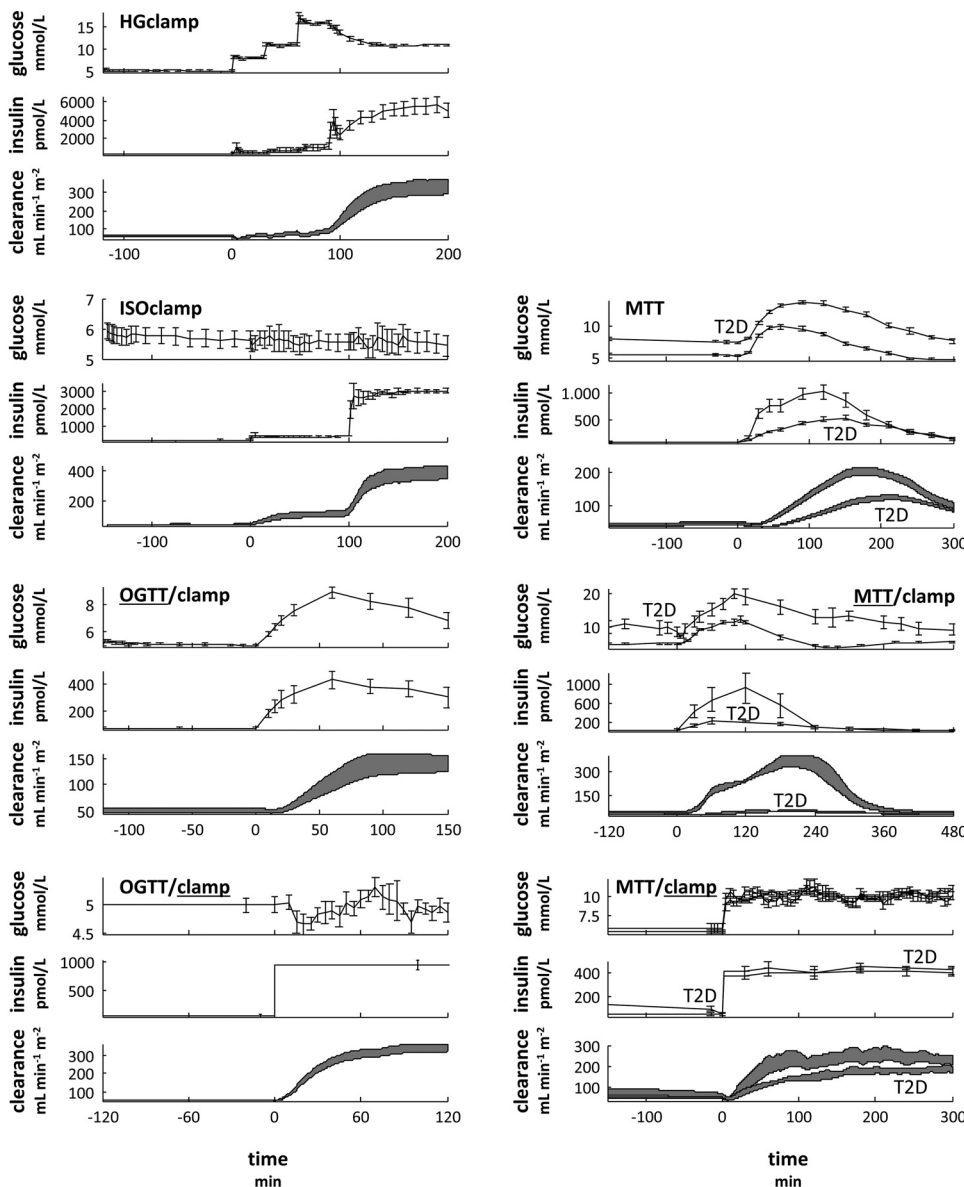 HGclamp
glucose
mmol/L
15
10
5
insulin
pmol/L
6000
4000
2000
clearance
mL min-1 m-2
300
200
100
-100 0 100 200
ISOclamp
glucose
mmol/L
7
6
5
insulin
pmol/L
3000
2000
1000
clearance
mL min-1 m-2
400
200
-100 0 100 200
MTT
glucose
mmol/L
10
5
T2D
insulin
pmol/L
1.000
500
T2D
clearance
mL min-1 m-2
200
100
T2D
-100 0 100 200 300
OGTT/clamp
glucose
mmol/L
8
6
insulin
pmol/L
400
200
clearance
mL min-1 m-2
150
100
50
-100 -50 0 50 100 150
MTT/clamp
glucose
mmol/L
20
10
T2D
insulin
pmol/L
1000
600
200
T2D
clearance
mL min-1 m-2
300
150
T2D
-120 0 120 240 360 480
OGTT/clamp
glucose
mmol/L
5
4.5
insulin
pmol/L
1000
500
clearance
mL min-1 m-2
300
200
100
-120 -60 0 60 120
time
min
MTT/clamp
glucose
mmol/L
10
7.5
insulin
pmol/L
400
200
T2D
T2D
clearance
mL min-1 m-2
300
200
100
T2D
-100 0 100 200 300
time
min